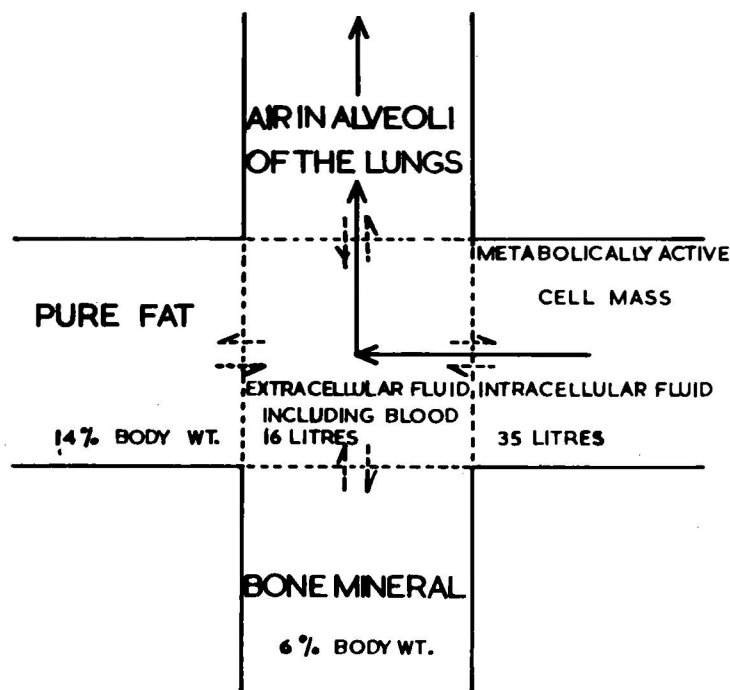 AIR IN ALVEOLI
OF THE LUNGS
METABOLICALLY ACTIVE
CELL MASS
PURE FAT
EXTRACELLULAR FLUID
INCLUDING BLOOD
16 LITRES
INTRACELLULAR FLUID
35 LITRES
14% BODY WT.
BONE MINERAL
6% BODY WT.